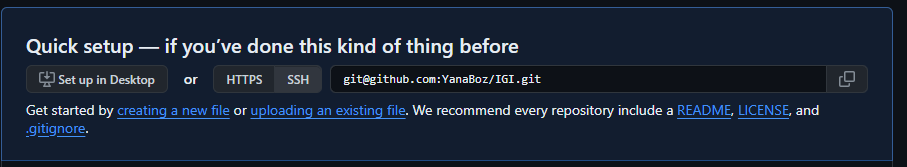 Quick setup — if you’ve done this kind of thing before
Set up in Desktop or HTTPS SSH git@github.com:YanaBoz/IGI.git
Get started by creating a new file or uploading an existing file. We recommend every repository include a README, LICENSE, and
.gitignore.